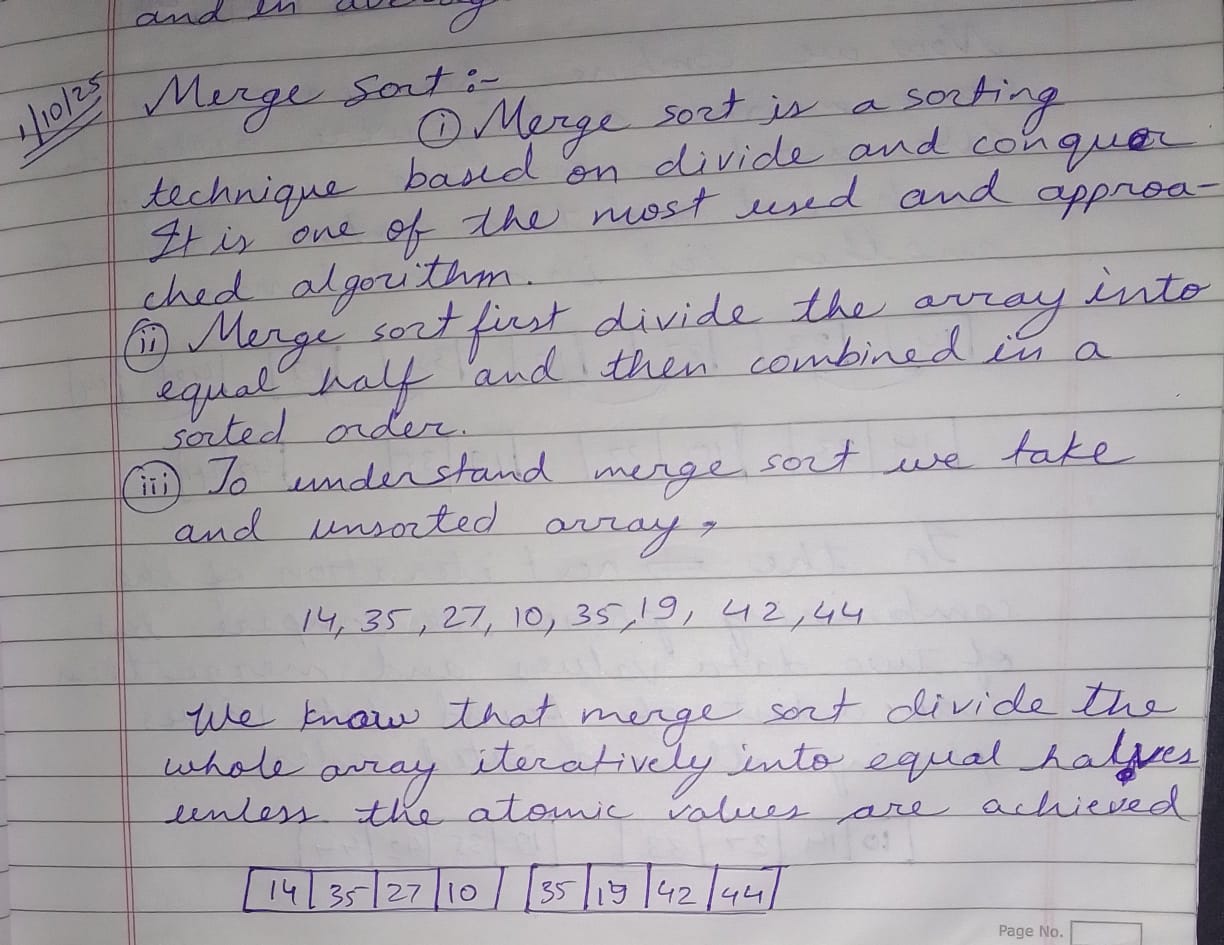 and in
1/10/25
Merge Sort :-
(i) Merge sort is a sorting
technique based on divide and conquer
It is one of the most used and approa-
ched algorithm.
(ii) Merge sort first divide the array into
equal half and then combined in a
sorted order.
(iii) To understand merge sort we take
and unsorted array,
14, 35, 27, 10, 35, 19, 42, 44
We know that merge sort divide the
whole array iteratively into equal halves
unless the atomic values are achieved
14 35 27 10 35 19 42 44
Page No.